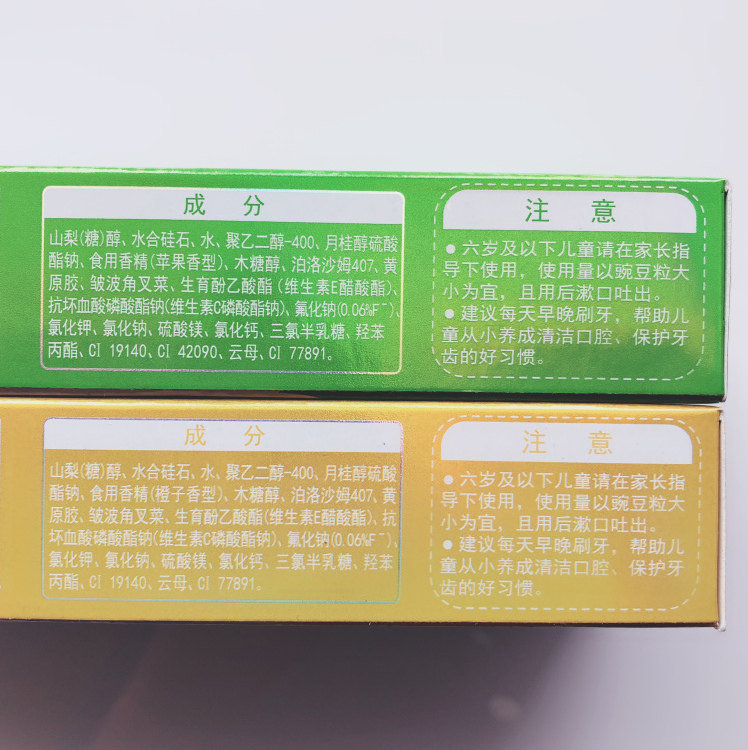 成 分
山梨(糖)醇、水合硅石、水、聚乙二醇-400、月桂醇硫酸
酯钠、食用香精(苹果香型)、木糖醇、泊洛沙姆407、黄
原胶、皱波角叉菜、生育酚乙酸酯(维生素E醋酸酯)、
抗坏血酸磷酸酯钠(维生素C磷酸酯钠)、氟化钠(0.06%F⁻)、
氯化钾、氯化钠、硫酸镁、氯化钙、三氯半乳糖、羟苯
丙酯、CI 19140、CI 42090、云母、CI 77891。
注 意
● 六岁及以下儿童请在家长指
导下使用，使用量以豌豆粒大
小为宜，且用后漱口吐出。
● 建议每天早晚刷牙，帮助儿
童从小养成清洁口腔、保护牙
齿的好习惯。
成 分
山梨(糖)醇、水合硅石、水、聚乙二醇-400、月桂醇硫酸
酯钠、食用香精(橙子香型)、木糖醇、泊洛沙姆407、黄
原胶、皱波角叉菜、生育酚乙酸酯(维生素E醋酸酯)、抗
坏血酸磷酸酯钠(维生素C磷酸酯钠)、氟化钠(0.06%F⁻)、
氯化钾、氯化钠、硫酸镁、氯化钙、三氯半乳糖、羟苯
丙酯、CI 19140、云母、CI 77891。
注 意
● 六岁及以下儿童请在家长指
导下使用，使用量以豌豆粒大
小为宜，且用后漱口吐出。
● 建议每天早晚刷牙，帮助儿
童从小养成清洁口腔、保护牙
齿的好习惯。